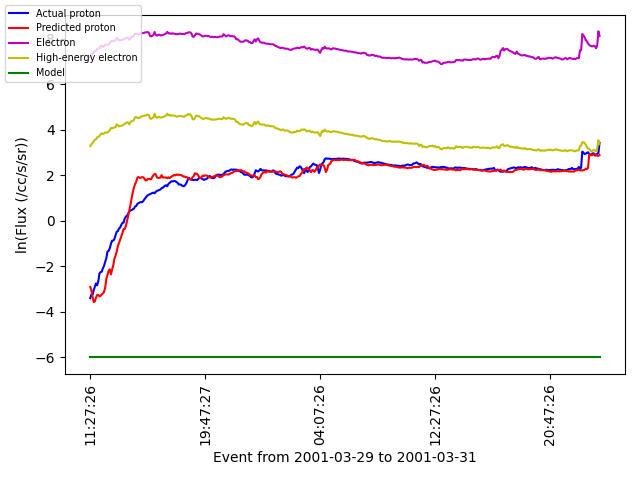 Actual proton
Predicted proton
Electron
High-energy electron
Model
8
6
4
2
0
−2
−4
−6
ln(Flux (/cc/s/sr))
11:27:26
19:47:27
04:07:26
12:27:26
20:47:26
Event from 2001-03-29 to 2001-03-31